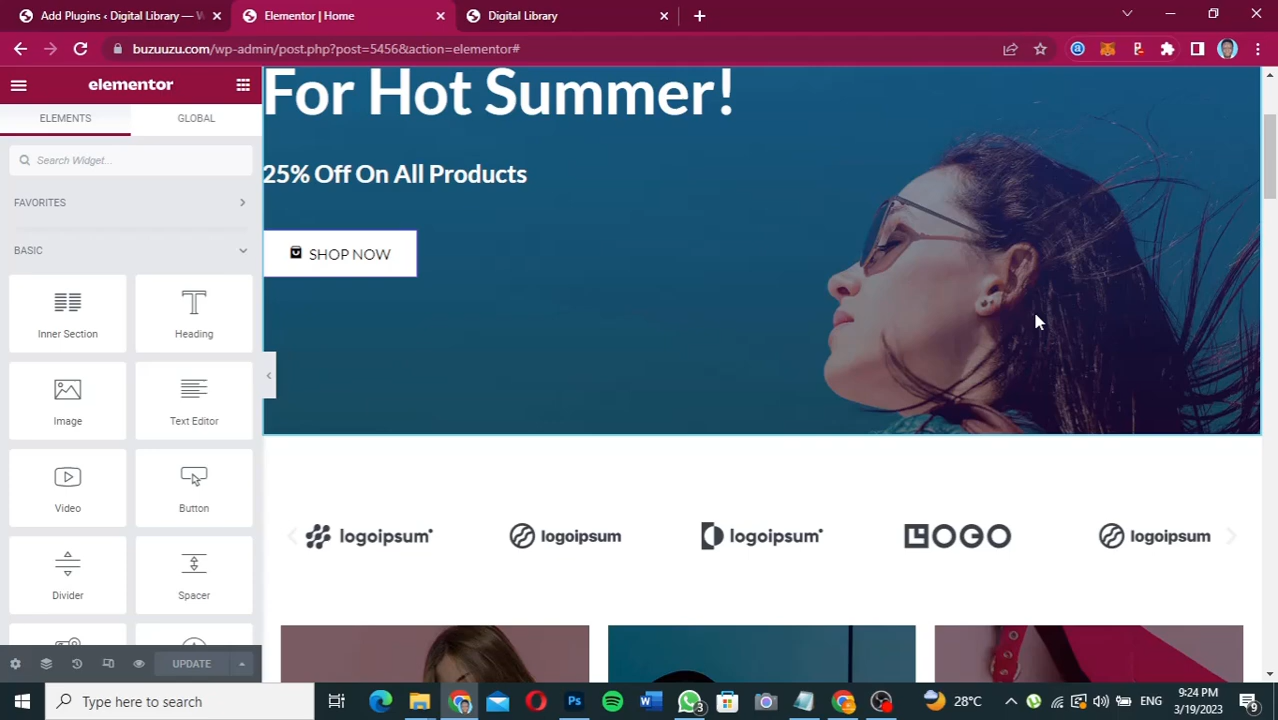 Add Plugins ‹ Digital Library — W
Elementor | Home
Digital Library
buzuuzu.com/wp-admin/post.php?post=5456&action=elementor#
elementor
ELEMENTS
GLOBAL
Search Widget...
FAVORITES
BASIC
Inner Section
Heading
Image
Text Editor
Video
Button
Divider
Spacer
UPDATE
For Hot Summer!
25% Off On All Products
SHOP NOW
logoipsum
logoipsum
logoipsum
LOGO
logoipsum
Type here to search
3
28°C
ENG
9:24 PM
3/19/2023
9